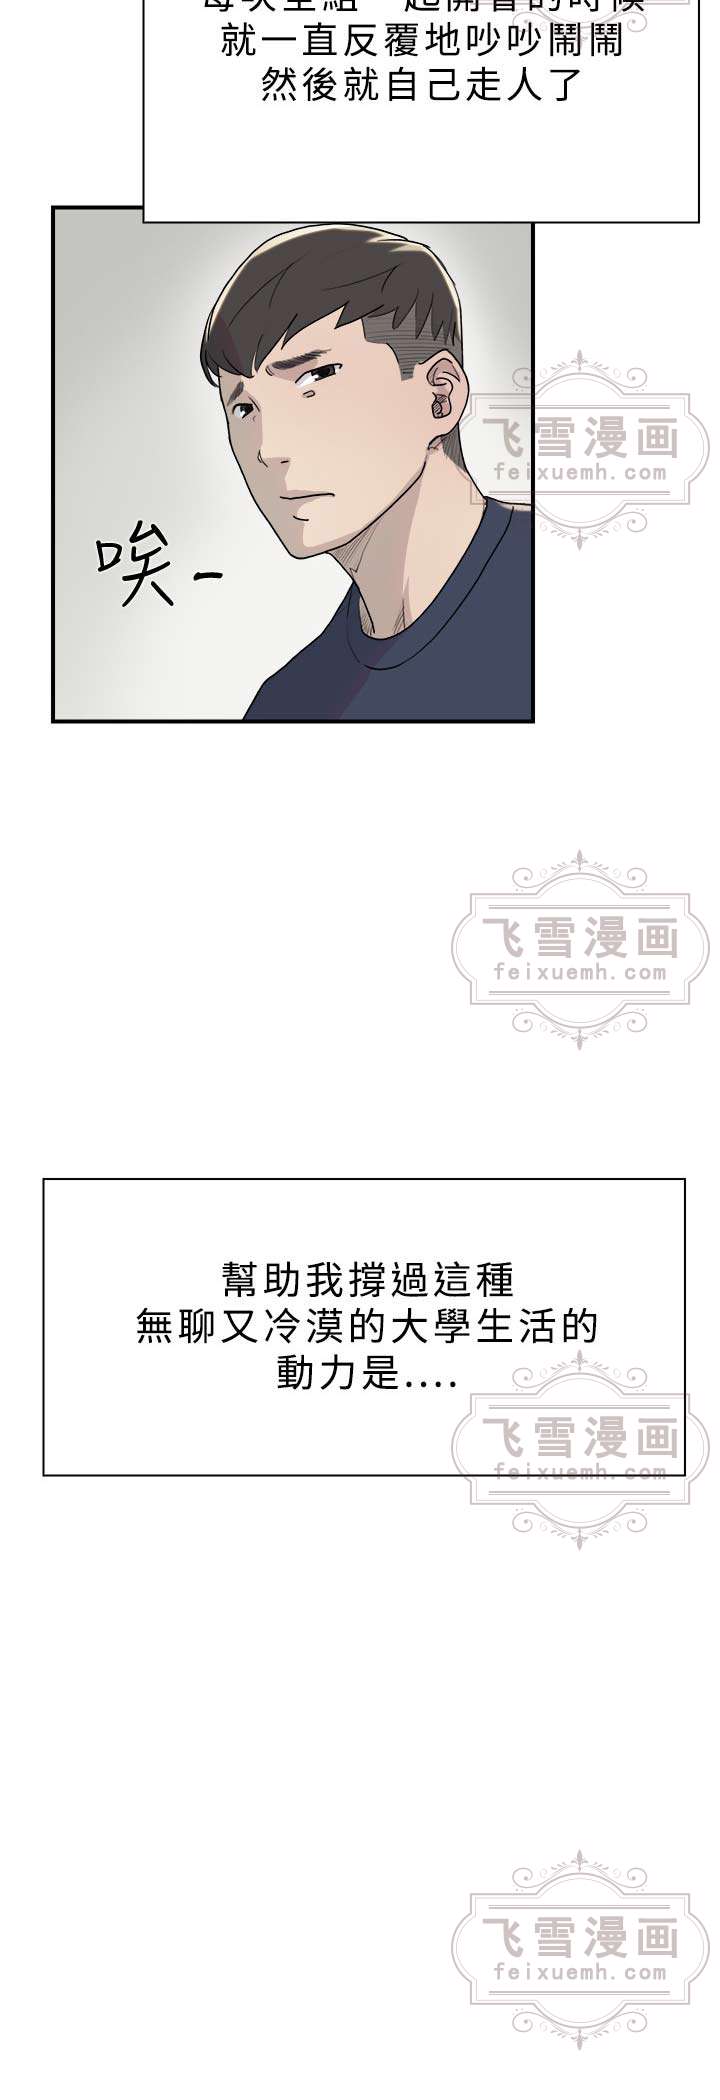 就一直反覆地吵吵鬧鬧
然後就自己走人了
飞雪漫画
feixuemh.com
唉-
飞雪漫画
feixuemh.com
幫助我撐過這種
無聊又冷漠的大學生活的
動力是....
飞雪漫画
feixuemh.com
飞雪漫画
feixuemh.com